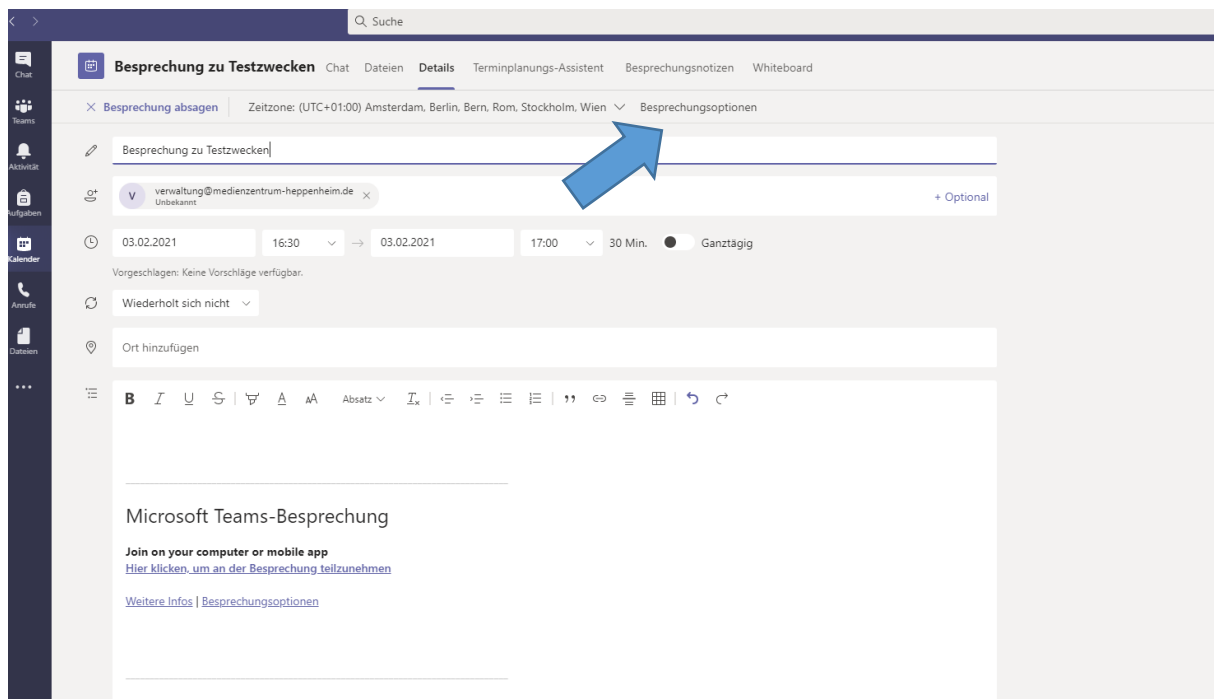 Suche
Chat
Teams
Aktivität
Aufgaben
Kalender
Anrufe
Dateien
Besprechung zu Testzwecken Chat Dateien Details Terminplanungs-Assistent Besprechungsnotizen Whiteboard
Besprechung absagen Zeitzone: (UTC+01:00) Amsterdam, Berlin, Bern, Rom, Stockholm, Wien Besprechungsoptionen
Besprechung zu Testzwecken
V verwaltung@medienzentrum-heppenheim.de
Unbekannt
+ Optional
03.02.2021 16:30 → 03.02.2021 17:00 30 Min. Ganztägig
Vorgeschlagen: Keine Vorschläge verfügbar.
Wiederholt sich nicht
Ort hinzufügen
B I U S A AA Absatz Tx
Microsoft Teams-Besprechung
Join on your computer or mobile app
Hier klicken, um an der Besprechung teilzunehmen
Weitere Infos | Besprechungsoptionen